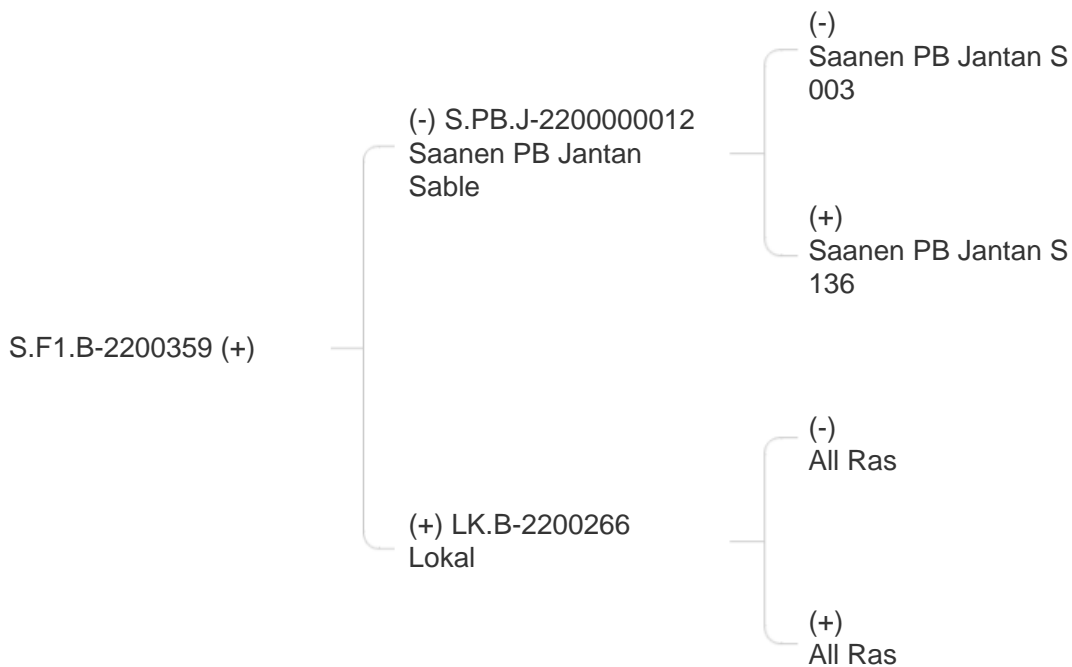 (-)
Saanen PB Jantan S
003
(-) S.PB.J-2200000012
Saanen PB Jantan
Sable
(+)
Saanen PB Jantan S
136
S.F1.B-2200359 (+)
(-)
All Ras
(+) LK.B-2200266
Lokal
(+)
All Ras